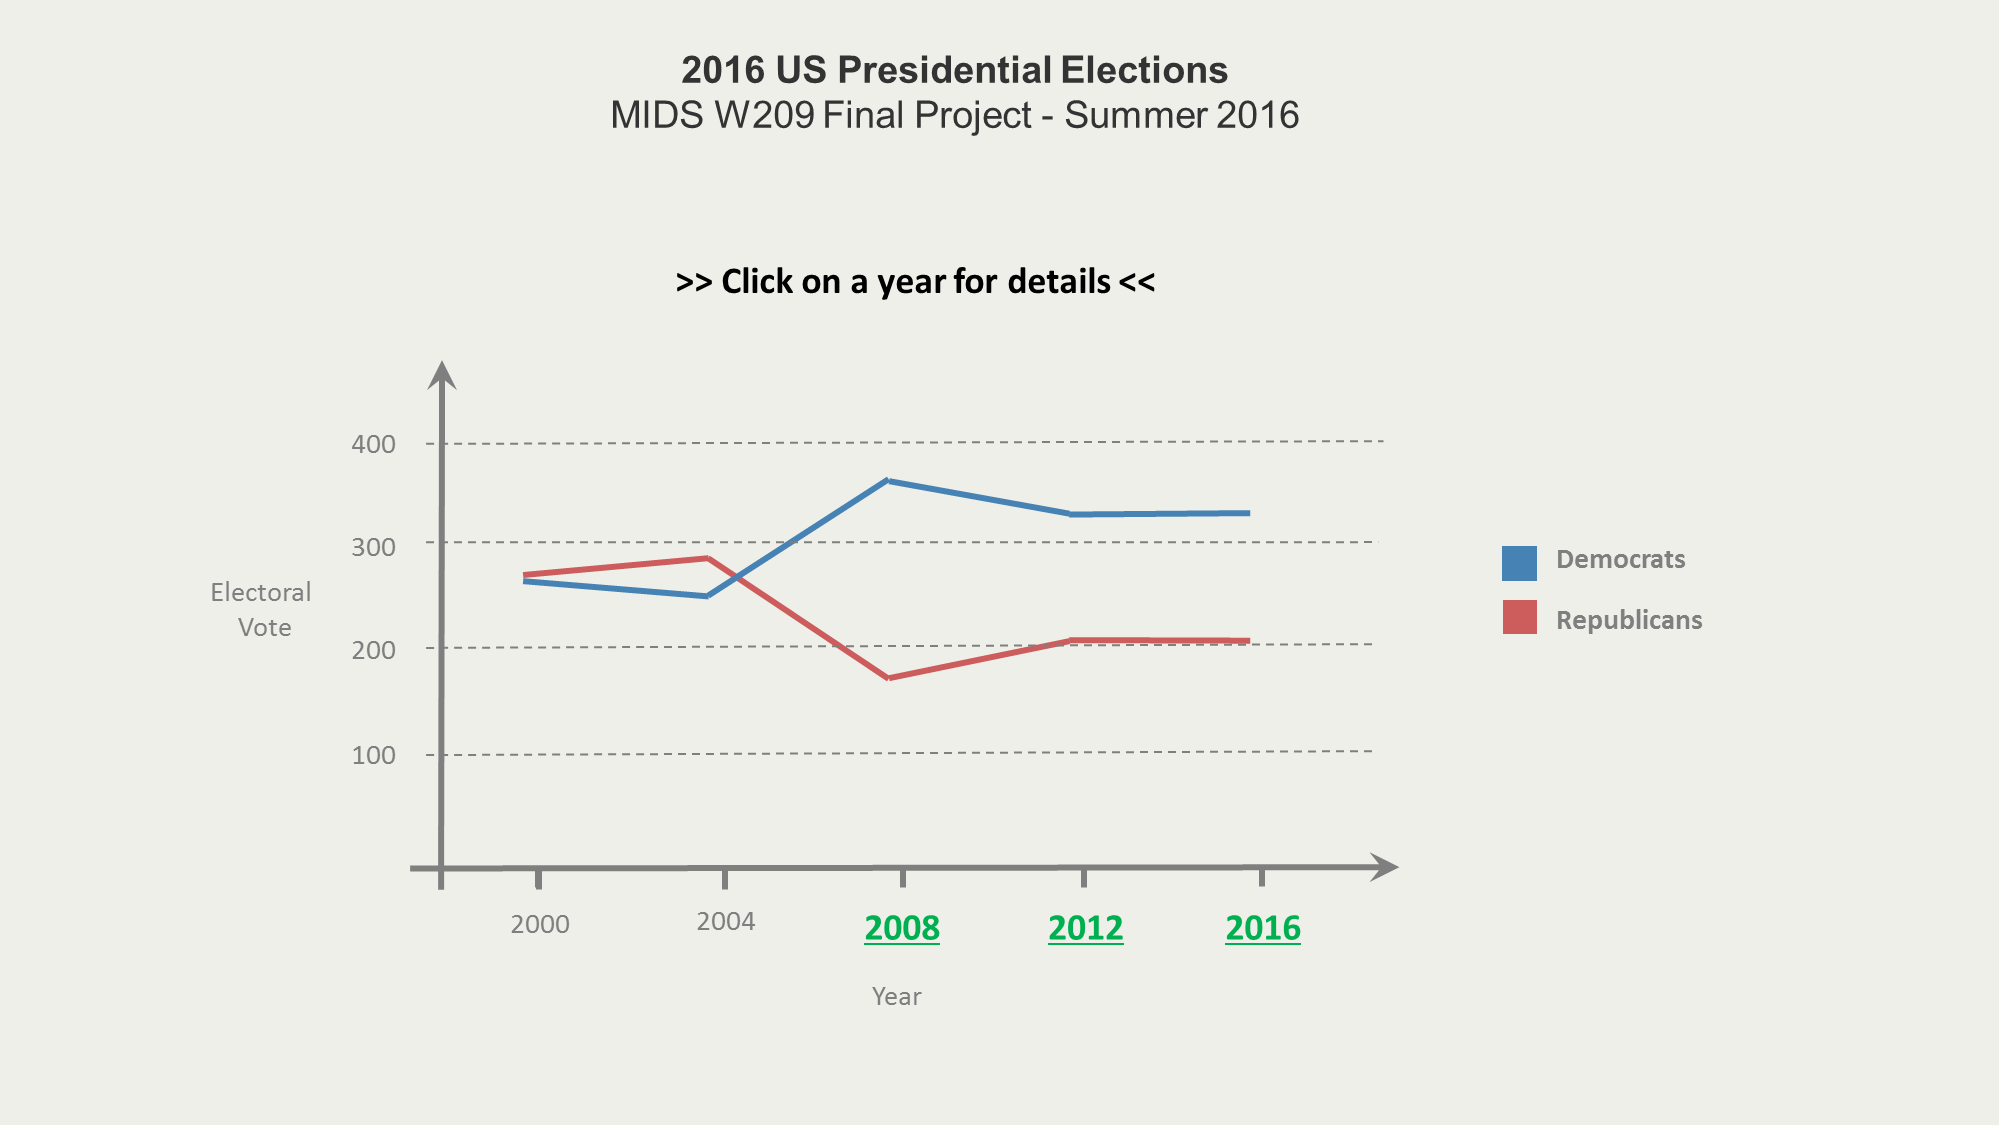 2016 US Presidential Elections
MIDS W209 Final Project - Summer 2016
>> Click on a year for details <<
400
300
200
100
Electoral
Vote
Democrats
Republicans
2000
2004
2008
2012
2016
Year